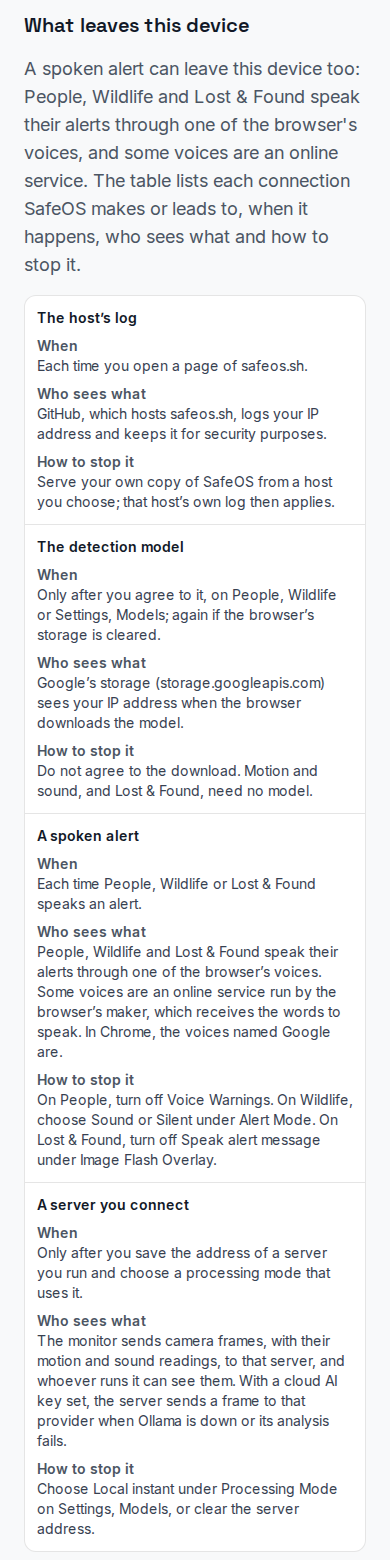 What leaves this device
A spoken alert can leave this device too:
People, Wildlife and Lost & Found speak
their alerts through one of the browser's
voices, and some voices are an online
service. The table lists each connection
SafeOS makes or leads to, when it
happens, who sees what and how to
stop it.
The host’s log
When
Each time you open a page of safeos.sh.
Who sees what
GitHub, which hosts safeos.sh, logs your IP
address and keeps it for security purposes.
How to stop it
Serve your own copy of SafeOS from a host
you choose; that host’s own log then applies.
The detection model
When
Only after you agree to it, on People, Wildlife
or Settings, Models; again if the browser’s
storage is cleared.
Who sees what
Google’s storage (storage.googleapis.com)
sees your IP address when the browser
downloads the model.
How to stop it
Do not agree to the download. Motion and
sound, and Lost & Found, need no model.
A spoken alert
When
Each time People, Wildlife or Lost & Found
speaks an alert.
Who sees what
People, Wildlife and Lost & Found speak their
alerts through one of the browser’s voices.
Some voices are an online service run by the
browser’s maker, which receives the words to
speak. In Chrome, the voices named Google
are.
How to stop it
On People, turn off Voice Warnings. On Wildlife,
choose Sound or Silent under Alert Mode. On
Lost & Found, turn off Speak alert message
under Image Flash Overlay.
A server you connect
When
Only after you save the address of a server
you run and choose a processing mode that
uses it.
Who sees what
The monitor sends camera frames, with their
motion and sound readings, to that server, and
whoever runs it can see them. With a cloud AI
key set, the server sends a frame to that
provider when Ollama is down or its analysis
fails.
How to stop it
Choose Local instant under Processing Mode
on Settings, Models, or clear the server
address.